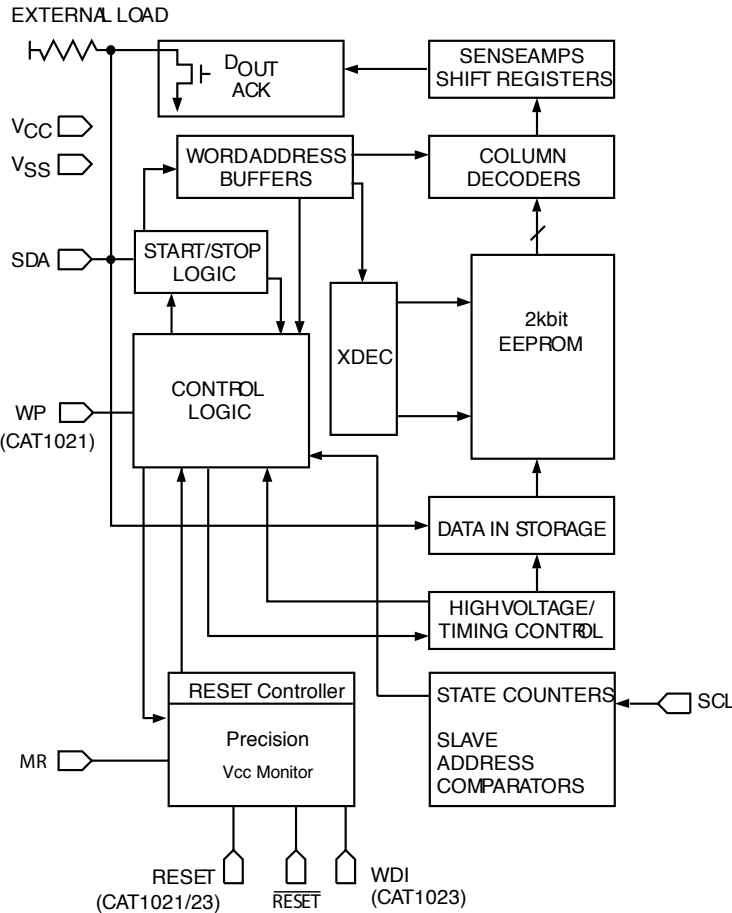 EXTERNAL LOAD
DOUT
ACK
SENSEAMPS
SHIFT REGISTERS
VCC
VSS
WORDADDRESS
BUFFERS
COLUMN
DECODERS
SDA
START/STOP
LOGIC
XDEC
2kbit
EEPROM
CONTROL
LOGIC
WP
(CAT1021)
DATA IN STORAGE
HIGHVOLTAGE/
TIMING CONTROL
RESET Controller
Precision
Vcc Monitor
STATE COUNTERS
SLAVE
ADDRESS
COMPARATORS
SCL
MR
RESET
(CAT1021/23)
RESET
WDI
(CAT1023)